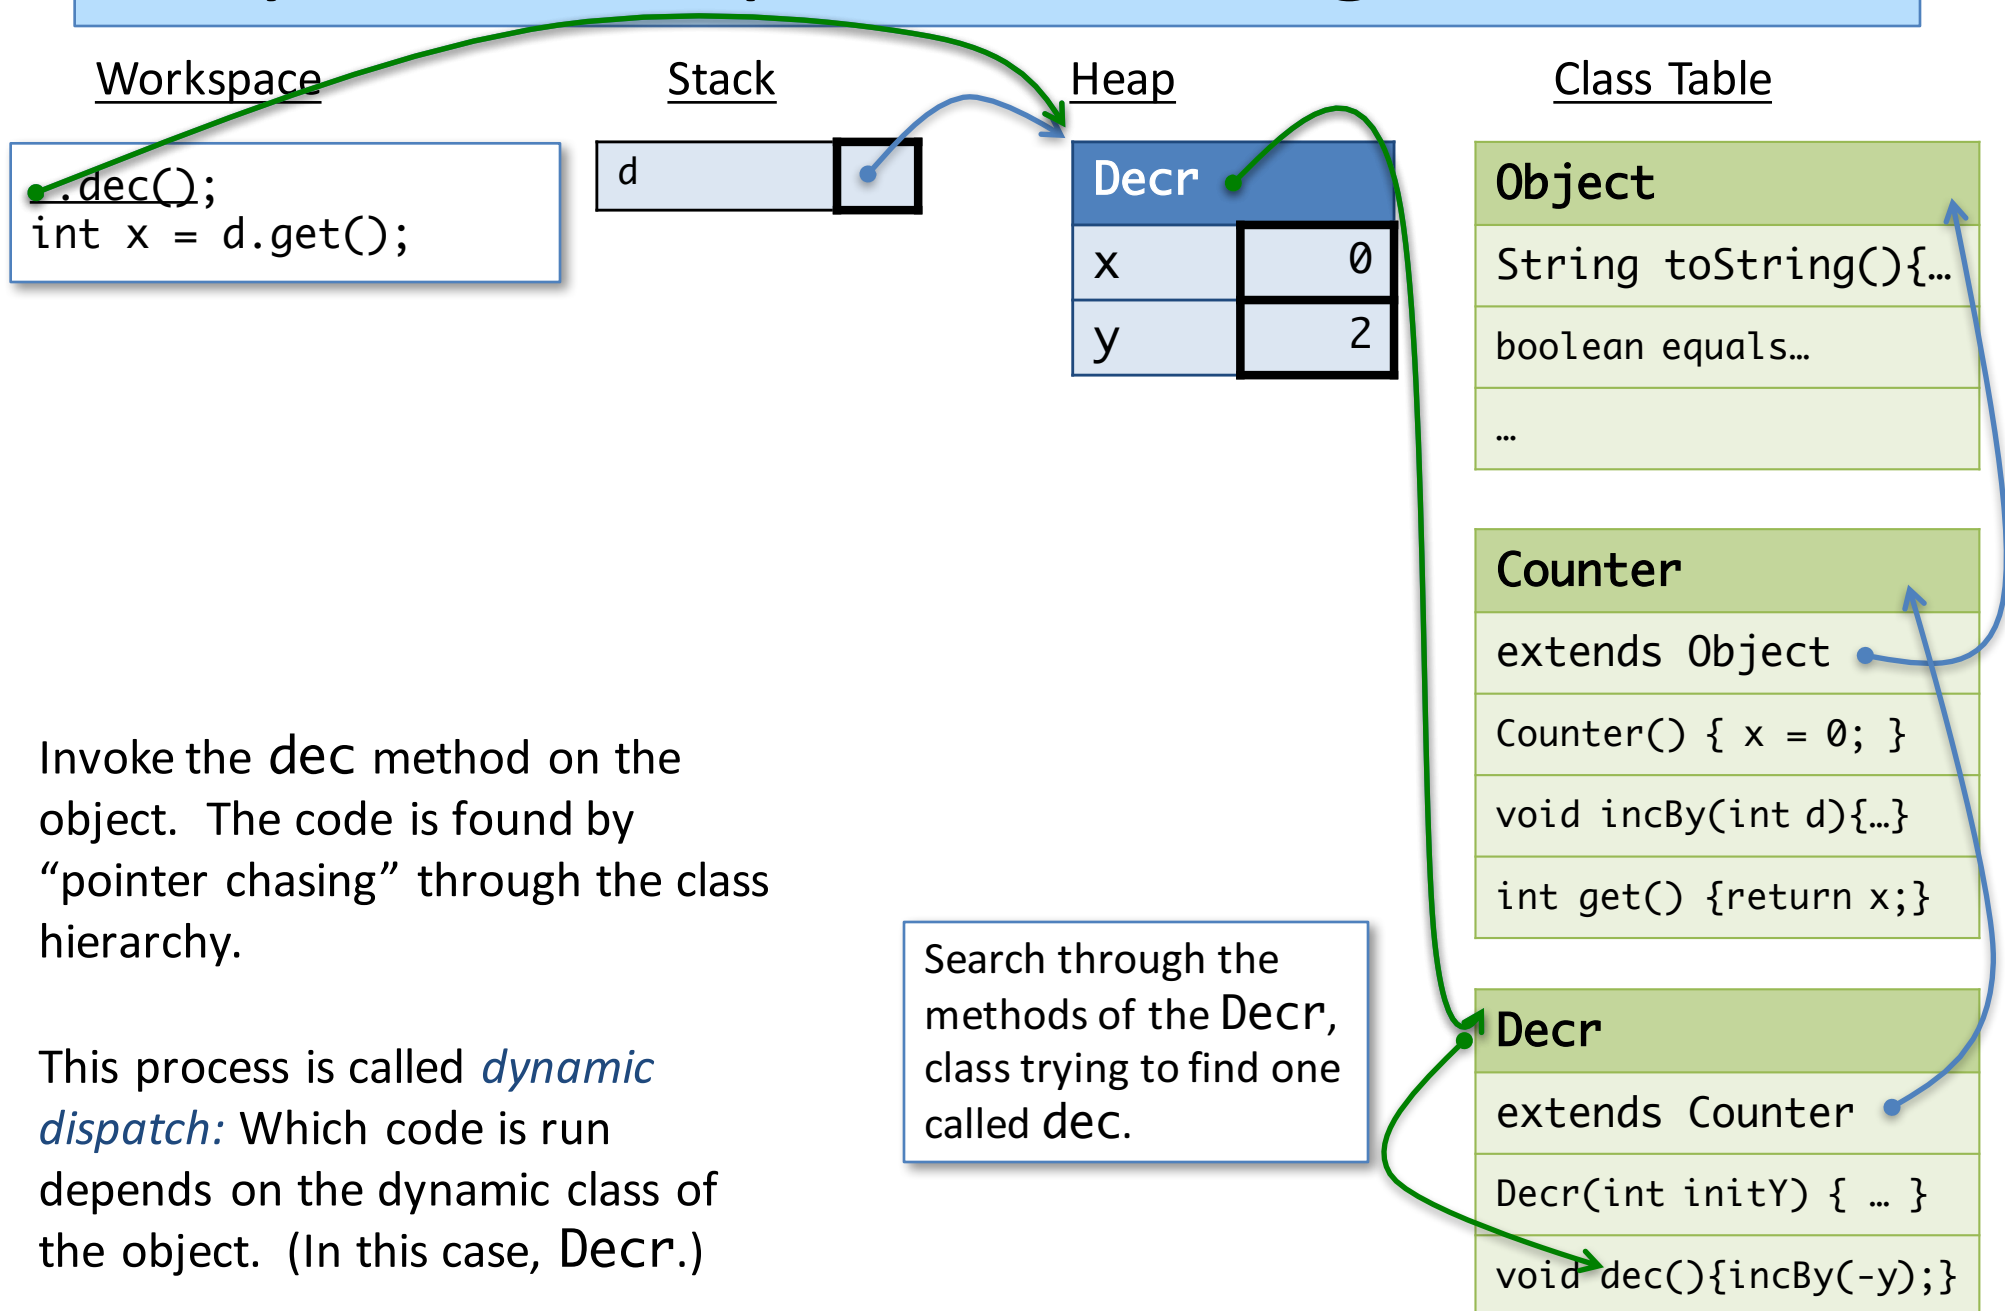 Workspace
Stack
Heap
Class Table
.dec();
int x = d.get();
d
Decr
x 0
y 2
Object
String toString(){…
boolean equals…
…
Counter
extends Object
Counter() { x = 0; }
void incBy(int d){…}
int get() {return x;}
Decr
extends Counter
Decr(int initY) { … }
void dec(){incBy(-y);}
Invoke the dec method on the
object. The code is found by
“pointer chasing” through the class
hierarchy.
This process is called dynamic
dispatch: Which code is run
depends on the dynamic class of
the object. (In this case, Decr.)
Search through the
methods of the Decr,
class trying to find one
called dec.